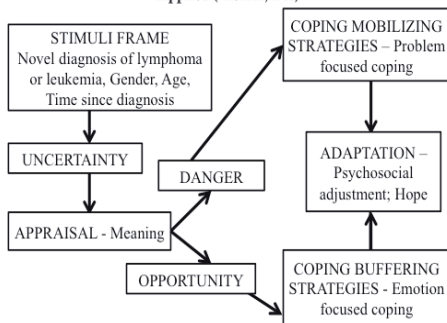 STIMULI FRAME
Novel diagnosis of lymphoma
or leukemia, Gender, Age,
Time since diagnosis
UNCERTAINTY
APPRAISAL - Meaning
DANGER
OPPORTUNITY
COPING MOBILIZING
STRATEGIES – Problem
focused coping
ADAPTATION –
Psychosocial
adjustment; Hope
COPING BUFFERING
STRATEGIES - Emotion
focused coping